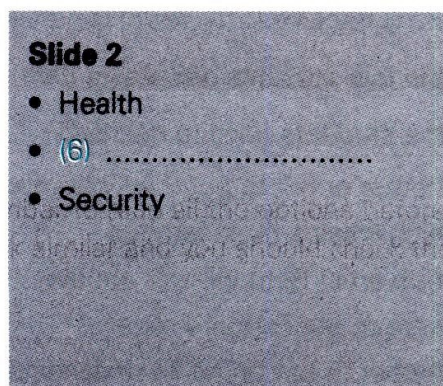 Slide 2
• Health
• (6) ..............................
• Security